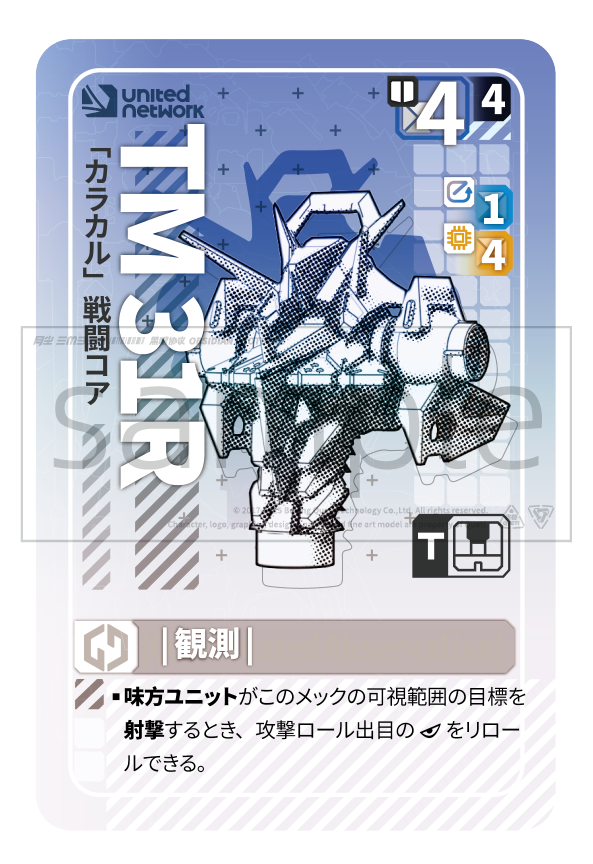 UNITED
NETWORK
4
4
1
4
TM31R
「カラカル」 戦闘コア
sample
T
|観測|
▪味方ユニットがこのメックの可視範囲の目標を
射撃するとき、攻撃ロール出目の をリロー
ルできる。